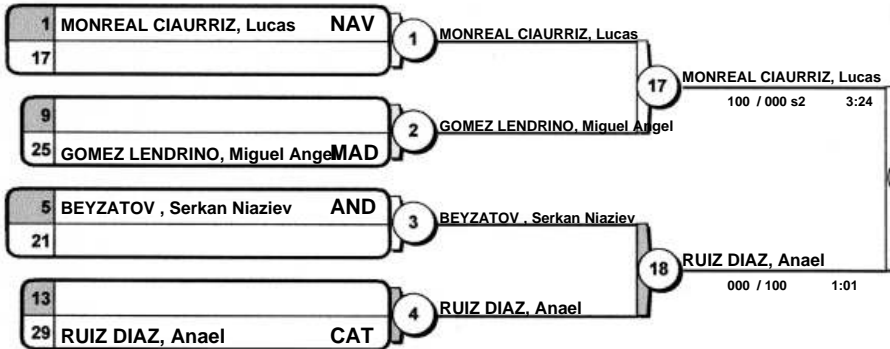 1 MONREAL CIAURRIZ, Lucas NAV
17
1
MONREAL CIAURRIZ, Lucas
9
25 GOMEZ LENDRINO, Miguel Angel MAD
2
GOMEZ LENDRINO, Miguel Angel
17
MONREAL CIAURRIZ, Lucas
100 / 000 s2 3:24
5 BEYZATOV , Serkan Niaziev AND
21
3
BEYZATOV , Serkan Niaziev
13
29 RUIZ DIAZ, Anael CAT
4
RUIZ DIAZ, Anael
18
RUIZ DIAZ, Anael
000 / 100 1:01